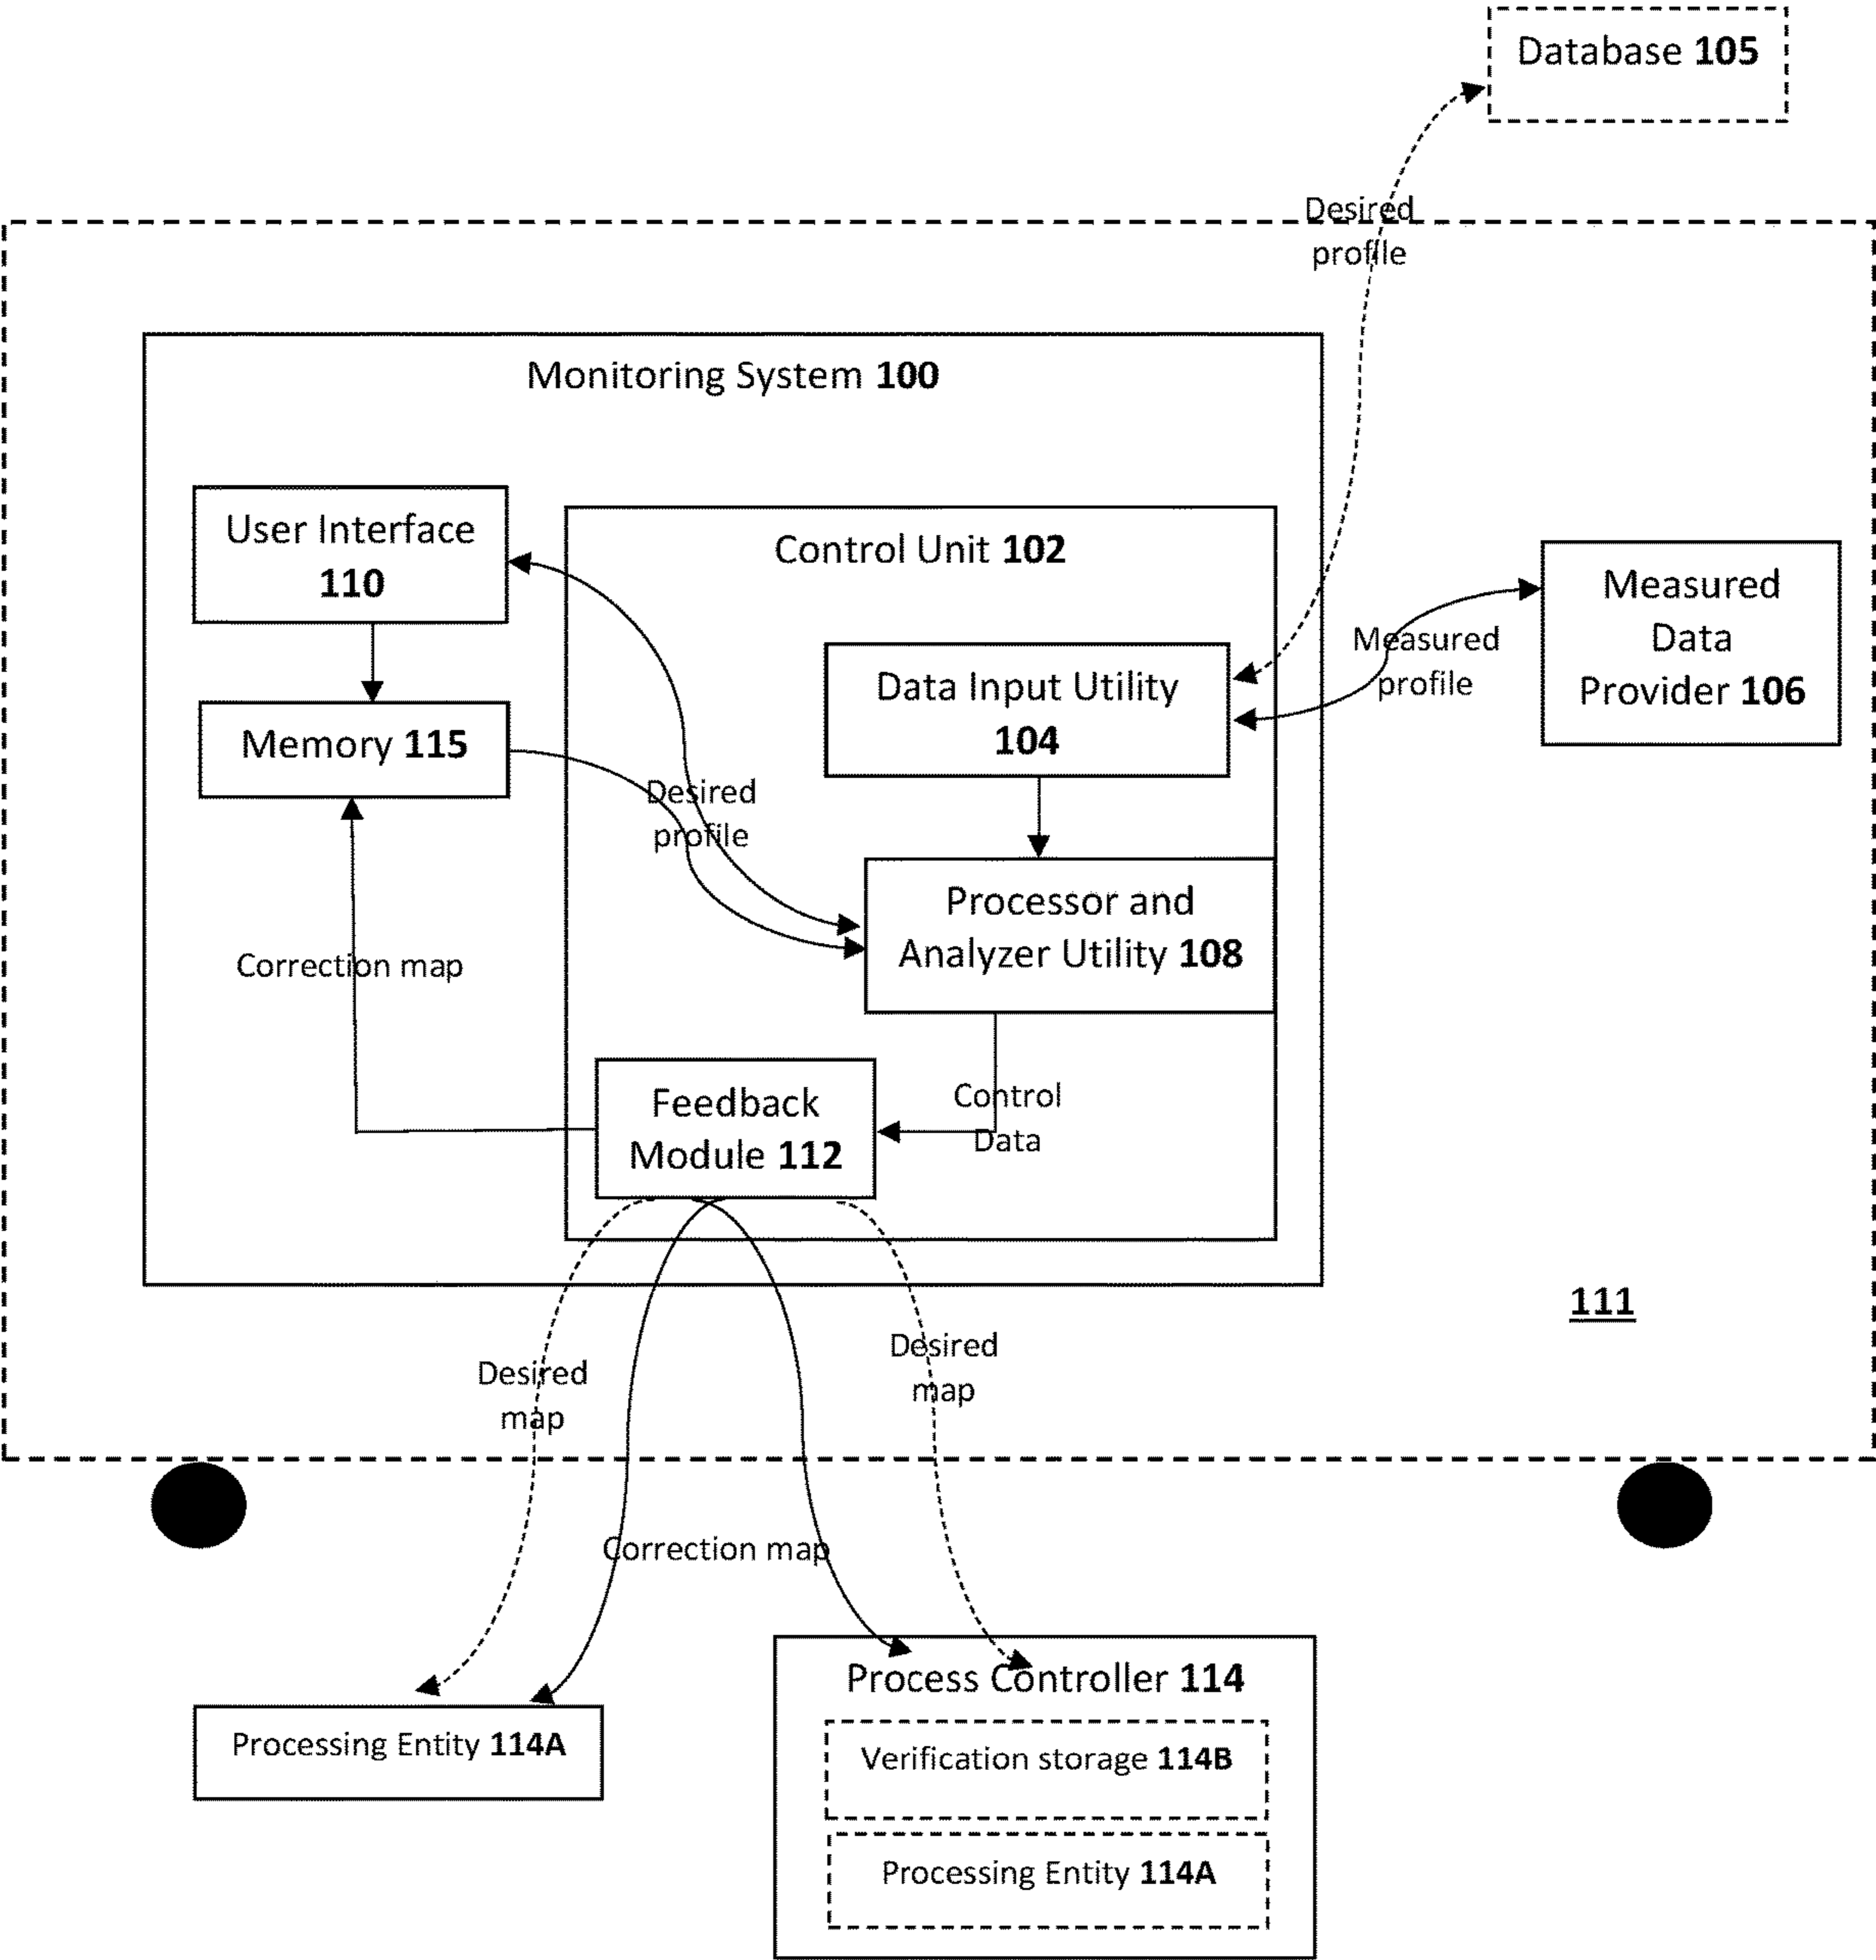 Database 105
Desired
profile
Monitoring System 100
User Interface
110
Control Unit 102
Measured
Data
Provider 106
Measured
profile
Data Input Utility
104
Memory 115
Desired
profile
Processor and
Analyzer Utility 108
Correction map
Feedback
Module 112
Control
Data
111
Desired
map
Desired
map
Correction map
Process Controller 114
Processing Entity 114A
Verification storage 114B
Processing Entity 114A